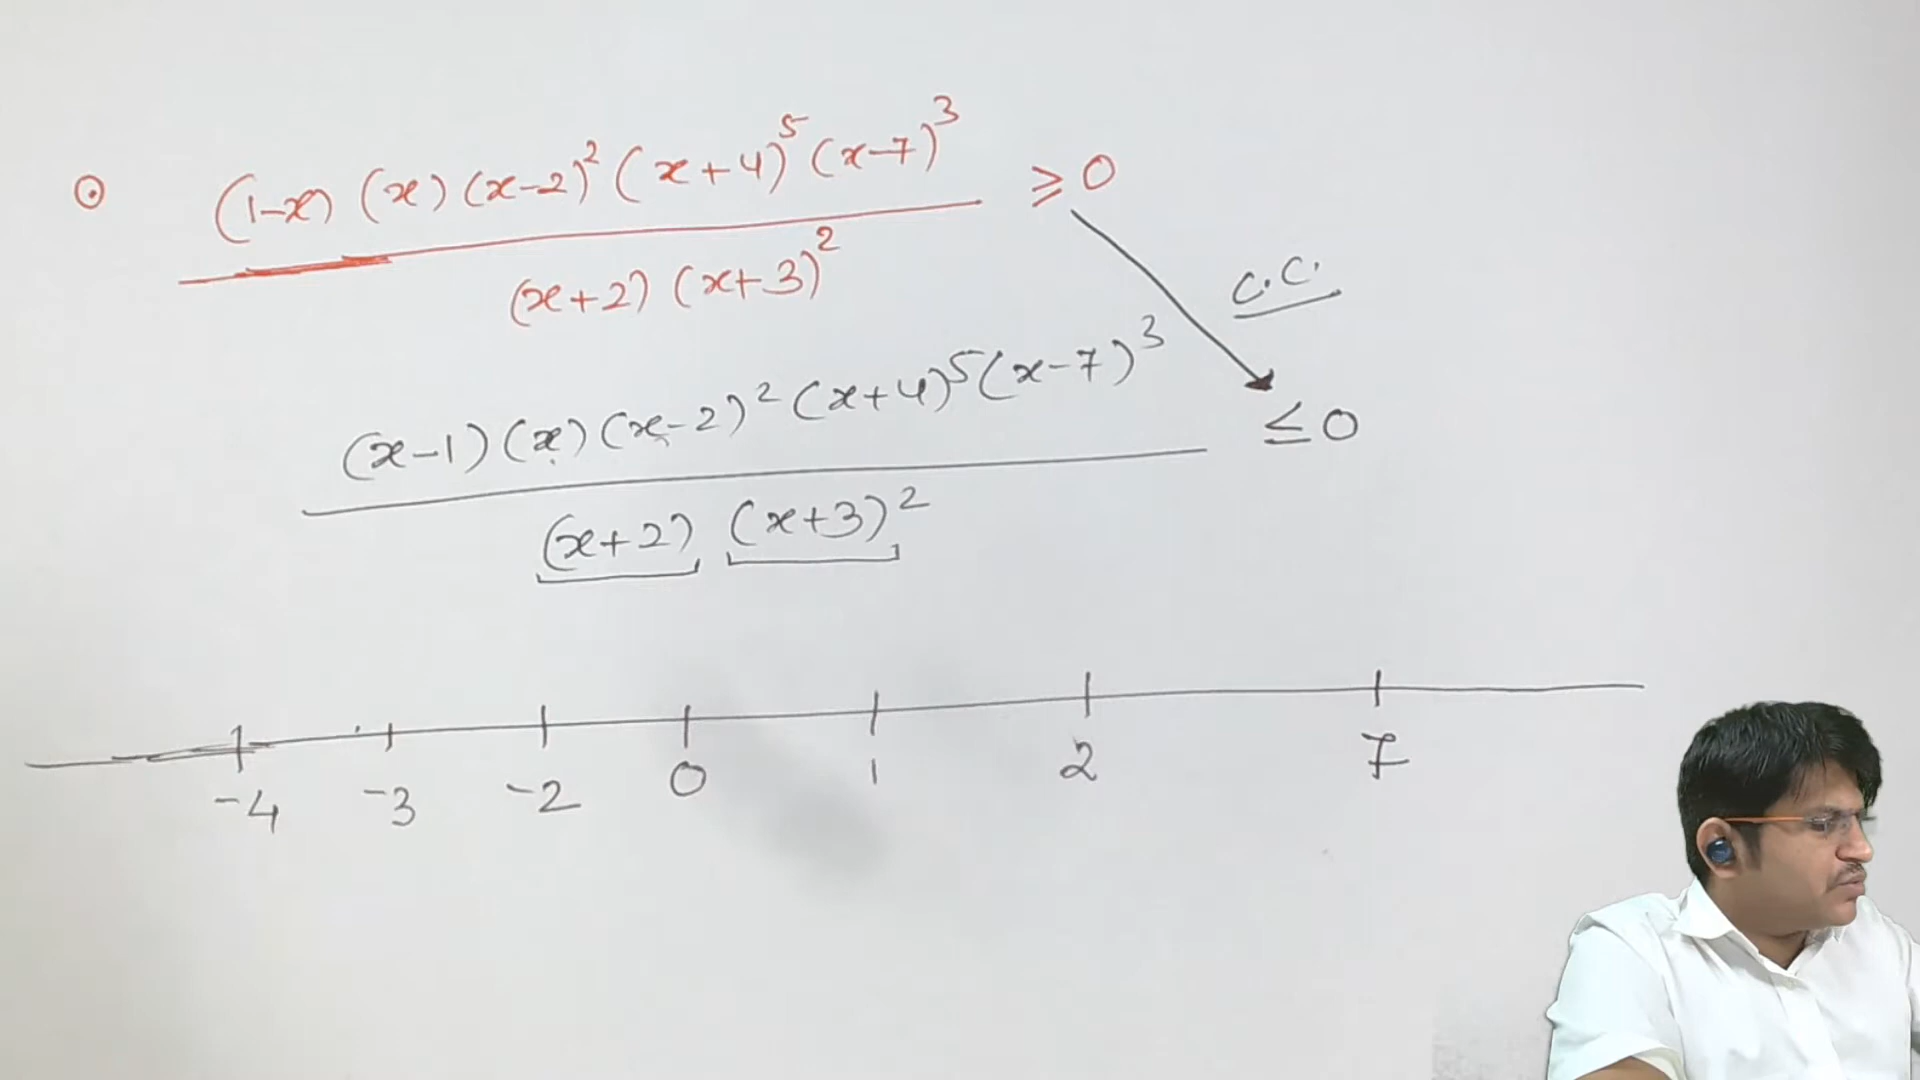 ⊙ (1-x) (x) (x-2)² (x+4)⁵ (x-7)³ ≥ 0
(x+2) (x+3)²
C.C.
(x-1) (x) (x-2)² (x+4)⁵ (x-7)³ ≤ 0
(x+2) (x+3)²
-4 -3 -2 0 1 2 7